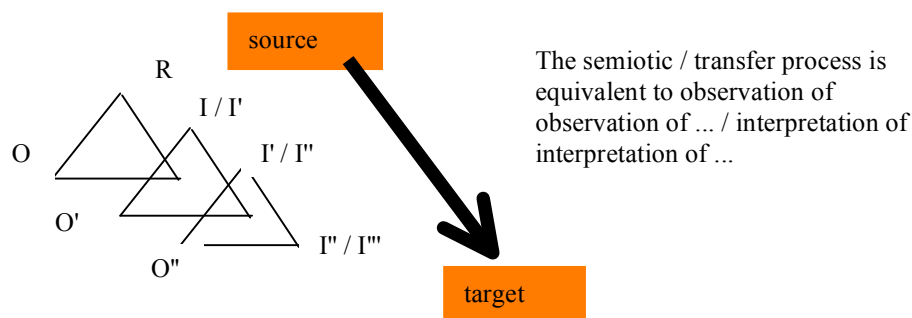 source
R
I / I'
O
I' / I''
O'
I'' / I'''
O''
target
The semiotic / transfer process is
equivalent to observation of
observation of ... / interpretation of
interpretation of ...